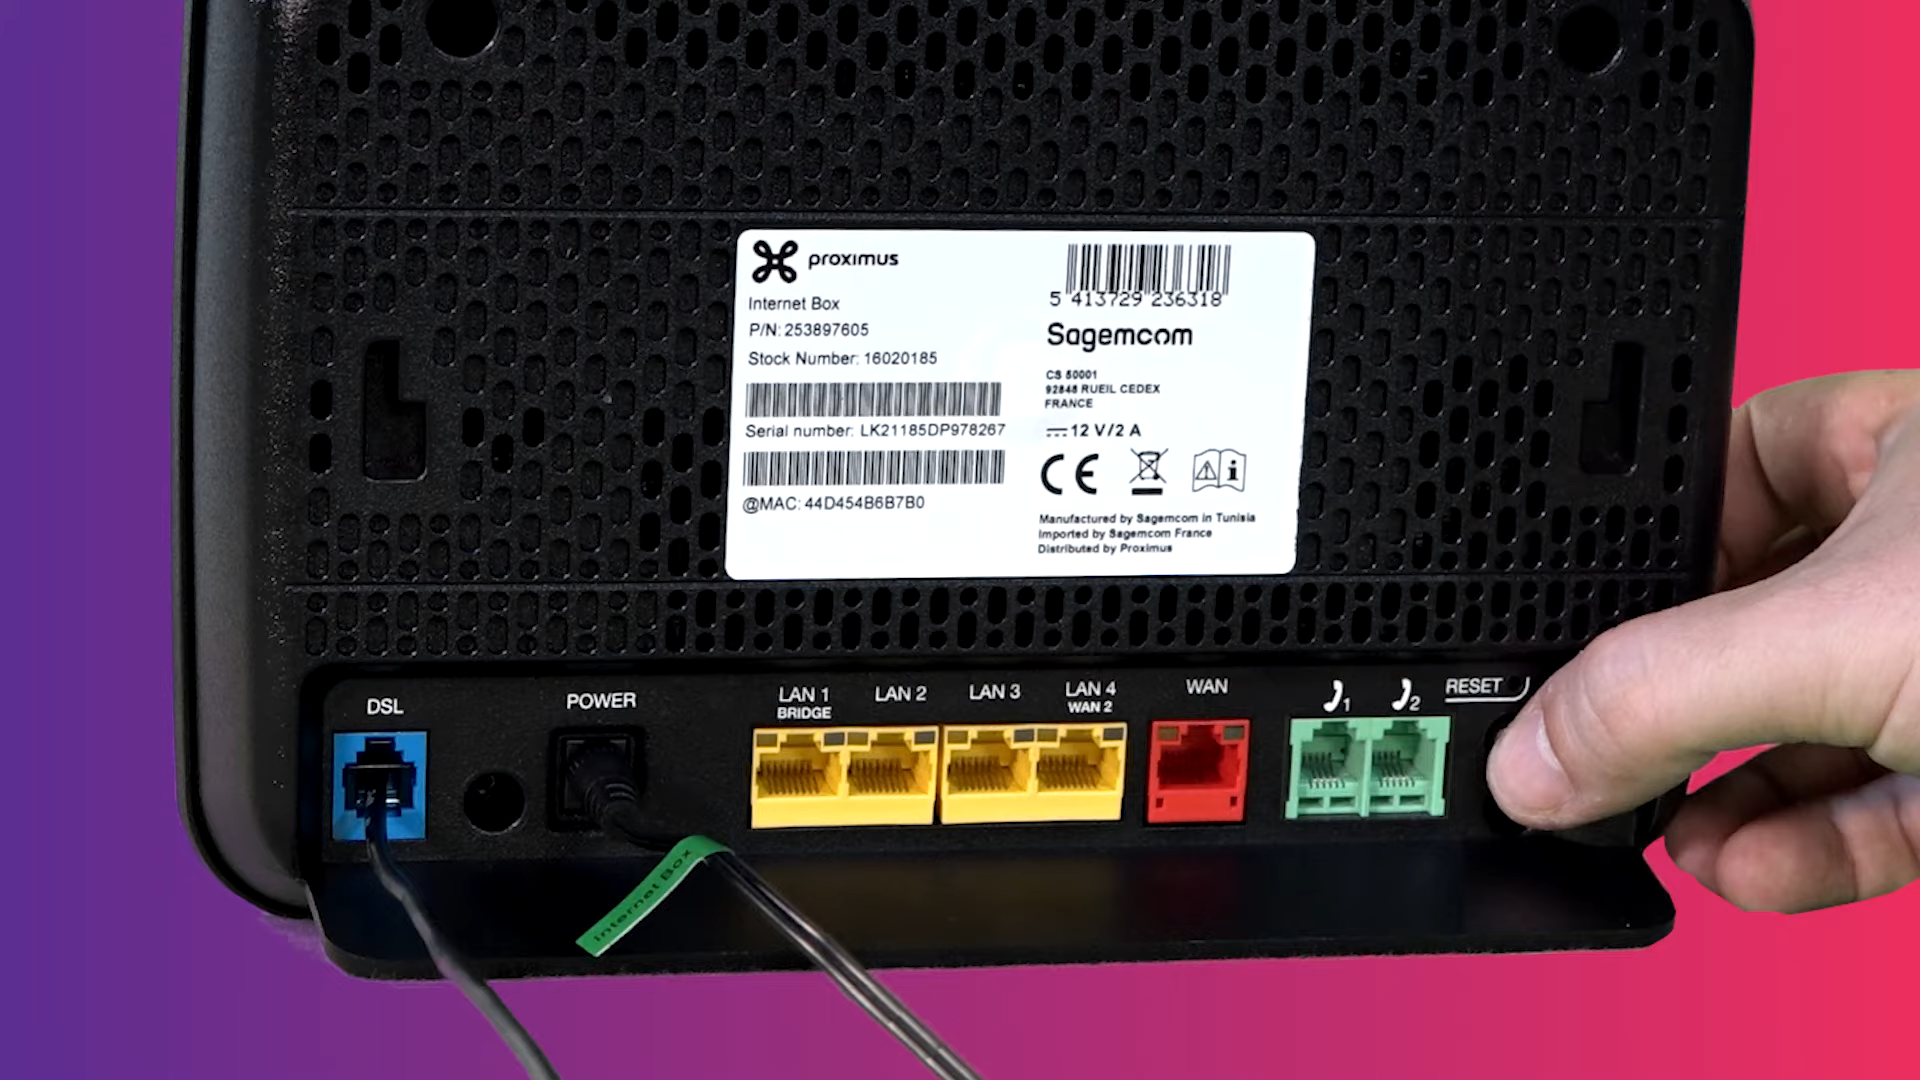 proximus
Internet Box
P/N: 253897605
Stock Number: 16020185
Serial number: LK21185DP978267
@MAC: 44D454B6B7B0
5 413729 236318
Sagemcom
CS 50001
92848 RUEIL CEDEX
FRANCE
12 V/2 A
CE
Manufactured by Sagemcom in Tunisia
Imported by Sagemcom France
Distributed by Proximus
DSL
POWER
LAN 1
BRIDGE
LAN 2
LAN 3
LAN 4
WAN 2
WAN
1
2
RESET
Internet Box